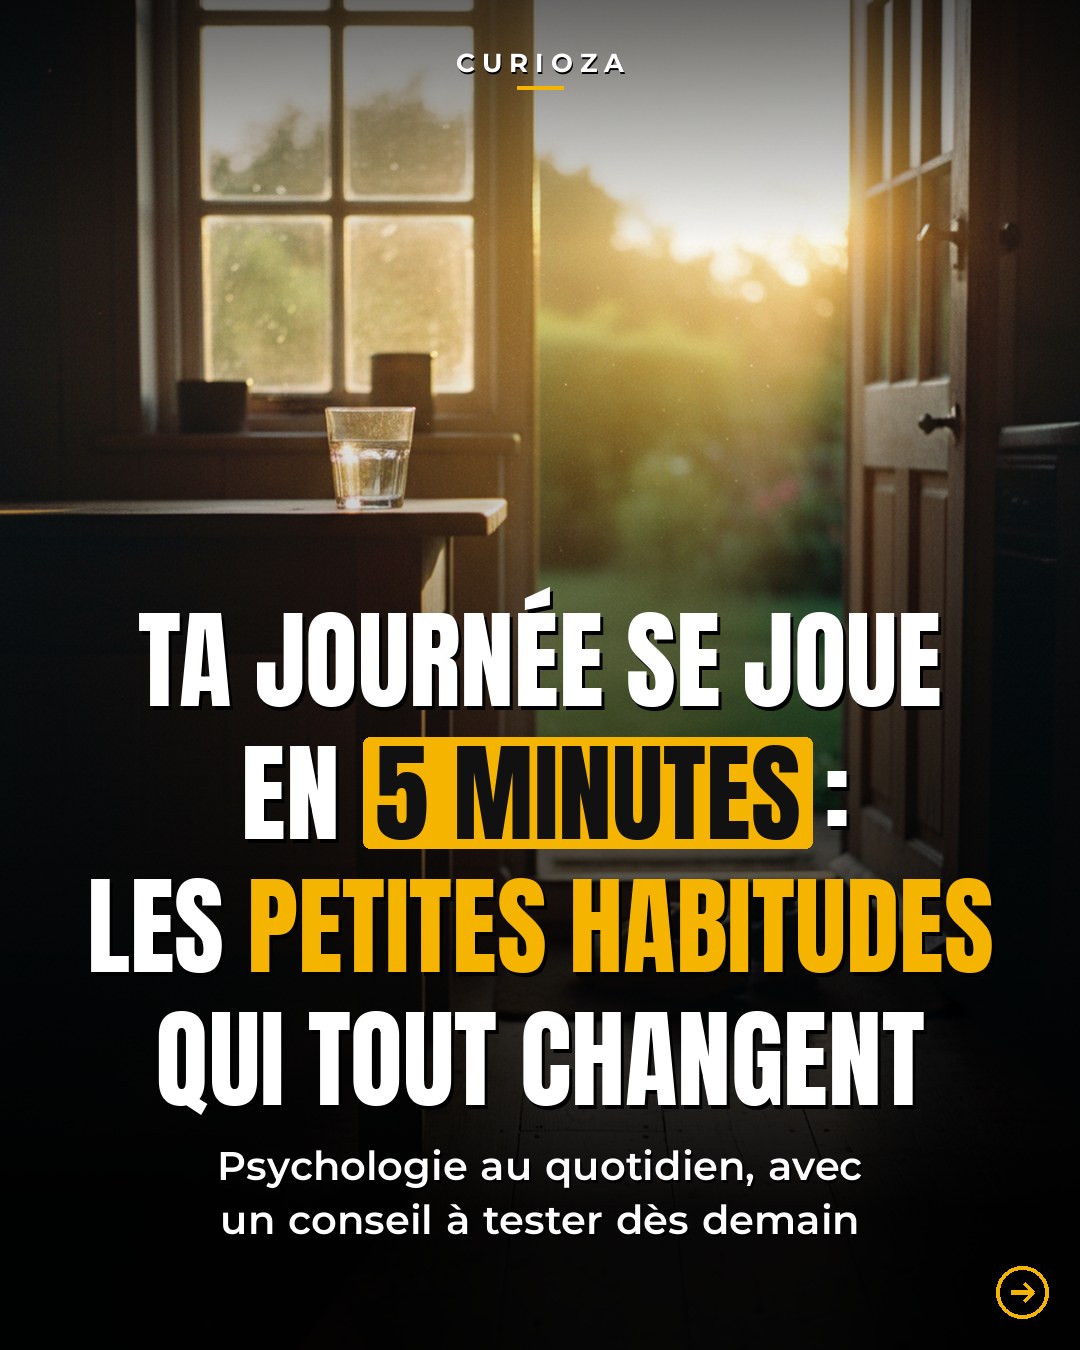 CURIOZA
TA JOURNÉE SE JOUE
EN 5 MINUTES :
LES PETITES HABITUDES
QUI TOUT CHANGENT
Psychologie au quotidien, avec
un conseil à tester dès demain